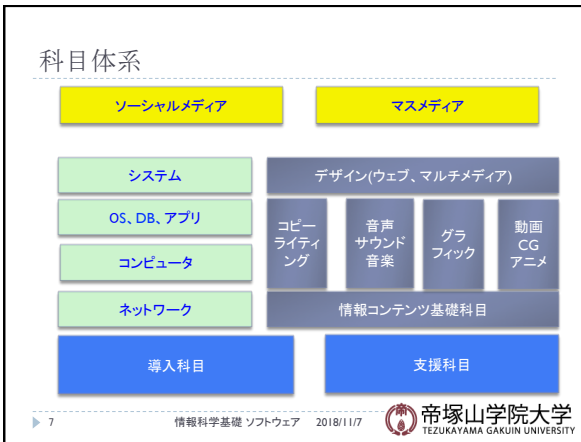 科目体系
ソーシャルメディア
マスメディア
システム
デザイン(ウェブ、マルチメディア)
OS、DB、アプリ
コピー
ライティ
ング
音声
サウンド
音楽
グラ
フィック
動画
CG
アニメ
コンピュータ
ネットワーク
情報コンテンツ基礎科目
導入科目
支援科目
7
情報科学基礎 ソフトウェア
2018/11/7
帝塚山学院大学
TEZUKAYAMA GAKUIN UNIVERSITY